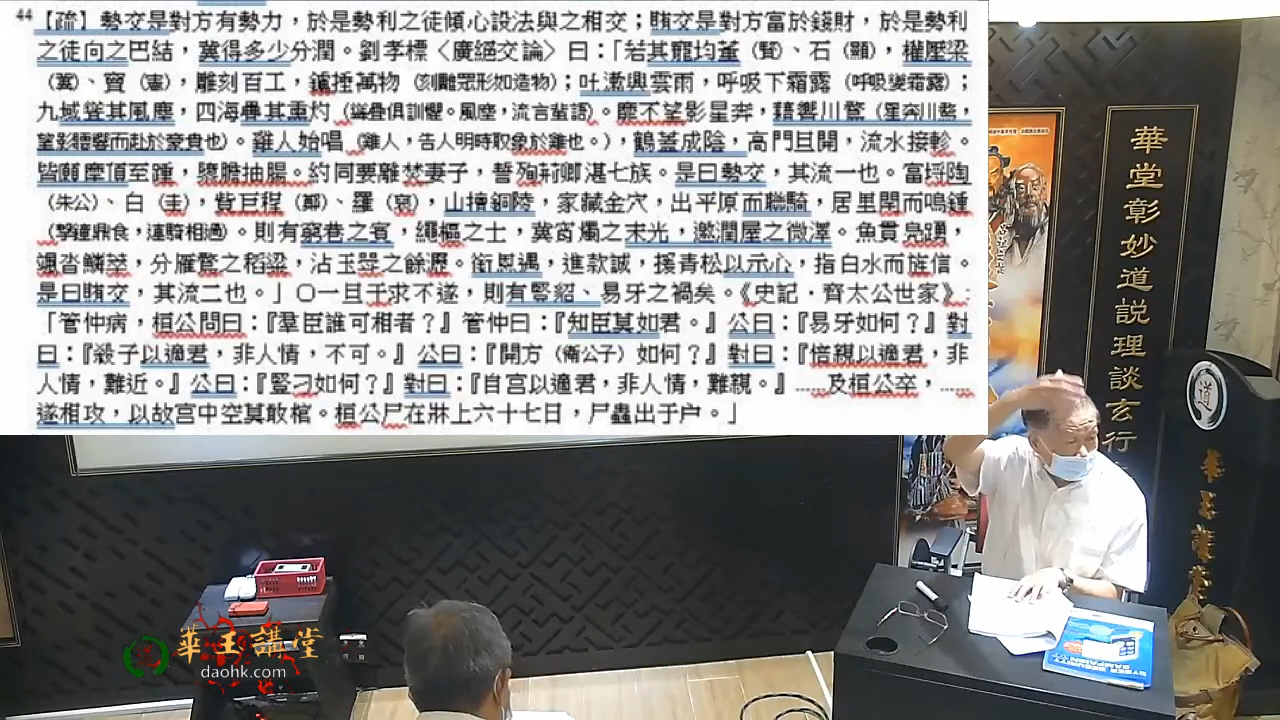 44 【疏】勢交是對方有勢力，於是勢利之徒傾心設法與之相交；賄交是對方富於錢財，於是勢利
之徒向之巴結，冀得多少分潤。劉孝標〈廣絕交論〉曰：「若其寵均董（賢）、石（顯），權壓梁
（冀）、竇（憲），雕刻百工，鑪捶萬物（刻雕眾形如造物）；吐漱興雲雨，呼吸下霜露（呼吸變霜露）；
九域聳其風塵，四海疊其熏灼（聳疊俱訓懼。風塵，流言蜚語）。靡不望影星奔，藉響川鶩（星奔川鶩，
望影聽響而赴於豪貴也）。雞人始唱（雞人，告人明時取象於雞也。），鶴蓋成陰，高門旦開，流水接軫。
皆願摩頂至踵，隳膽抽腸。約同要離焚妻子，誓殉荊卿湛七族。是曰勢交，其流一也。富埒陶
（朱公）、白（圭），貲巨程（鄭）、羅（裒），山擅銅陵，家藏金穴，出平原而聯騎，居里閈而鳴鍾
（擊鐘鼎食，連騎相過）。則有窮巷之賓，繩樞之士，冀宵燭之末光，邀潤屋之微澤。魚貫鳧躍，
颯沓鱗萃，分雁鶩之稻粱，沾玉斝之餘瀝。銜恩遇，進款誠，援青松以示心，指白水而旌信。
是曰賄交，其流二也。」○一旦干求不遂，則有豎貂、易牙之禍矣。《史記·齊太公世家》：
「管仲病，桓公問曰：『羣臣誰可相者？』管仲曰：『知臣莫如君。』公曰：『易牙如何？』對
曰：『殺子以適君，非人情，不可。』公曰：『開方（衛公子）如何？』對曰：『倍親以適君，非
人情，難近。』公曰：『豎刁如何？』對曰：『自宮以適君，非人情，難親。』……及桓公卒，……
遂相攻，以故宮中空莫敢棺。桓公尸在牀上六十七日，尸蟲出于户。」
華堂彰妙道說理談玄行
道
華玉講堂
daohk.com